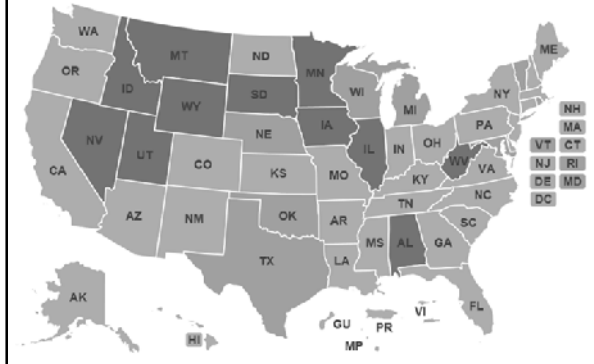 WA
ME
MT
ND
OR
MN
ID
WI
SD
NY
WY
MI
NH
IA
PA
MA
NE
NV
OH
VT CT
IL
IN
UT
WV
NJ RI
CO
VA
CA
KS
MO
KY
DE MD
NC
DC
TN
AZ
NM
OK
AR
SC
MS
AL
GA
LA
TX
AK
FL
VI
GU
PR
HI
MP